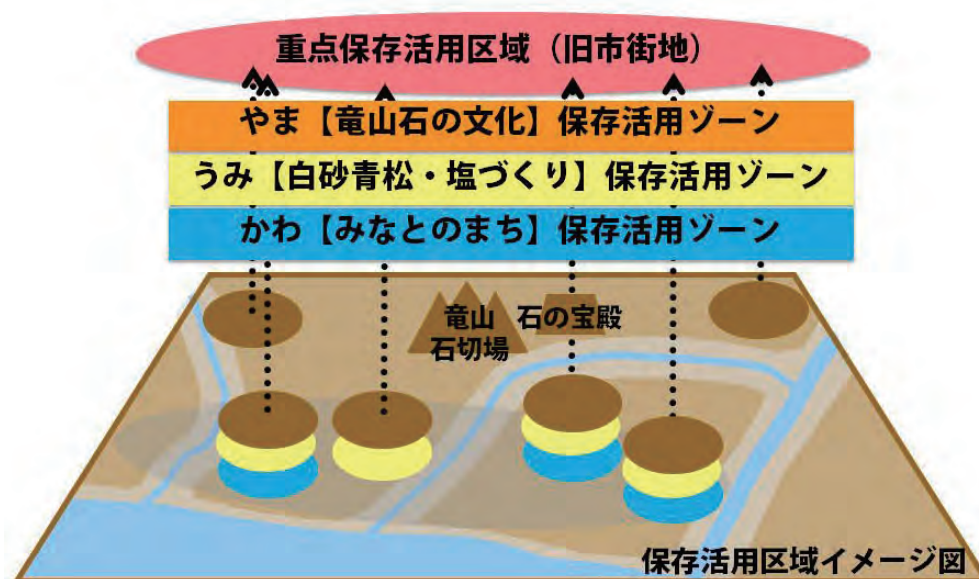 重点保存活用区域（旧市街地）
やま【竜山石の文化】保存活用ゾーン
うみ【白砂青松・塩づくり】保存活用ゾーン
かわ【みなとのまち】保存活用ゾーン
竜山
石切場
石の宝殿
保存活用区域イメージ図